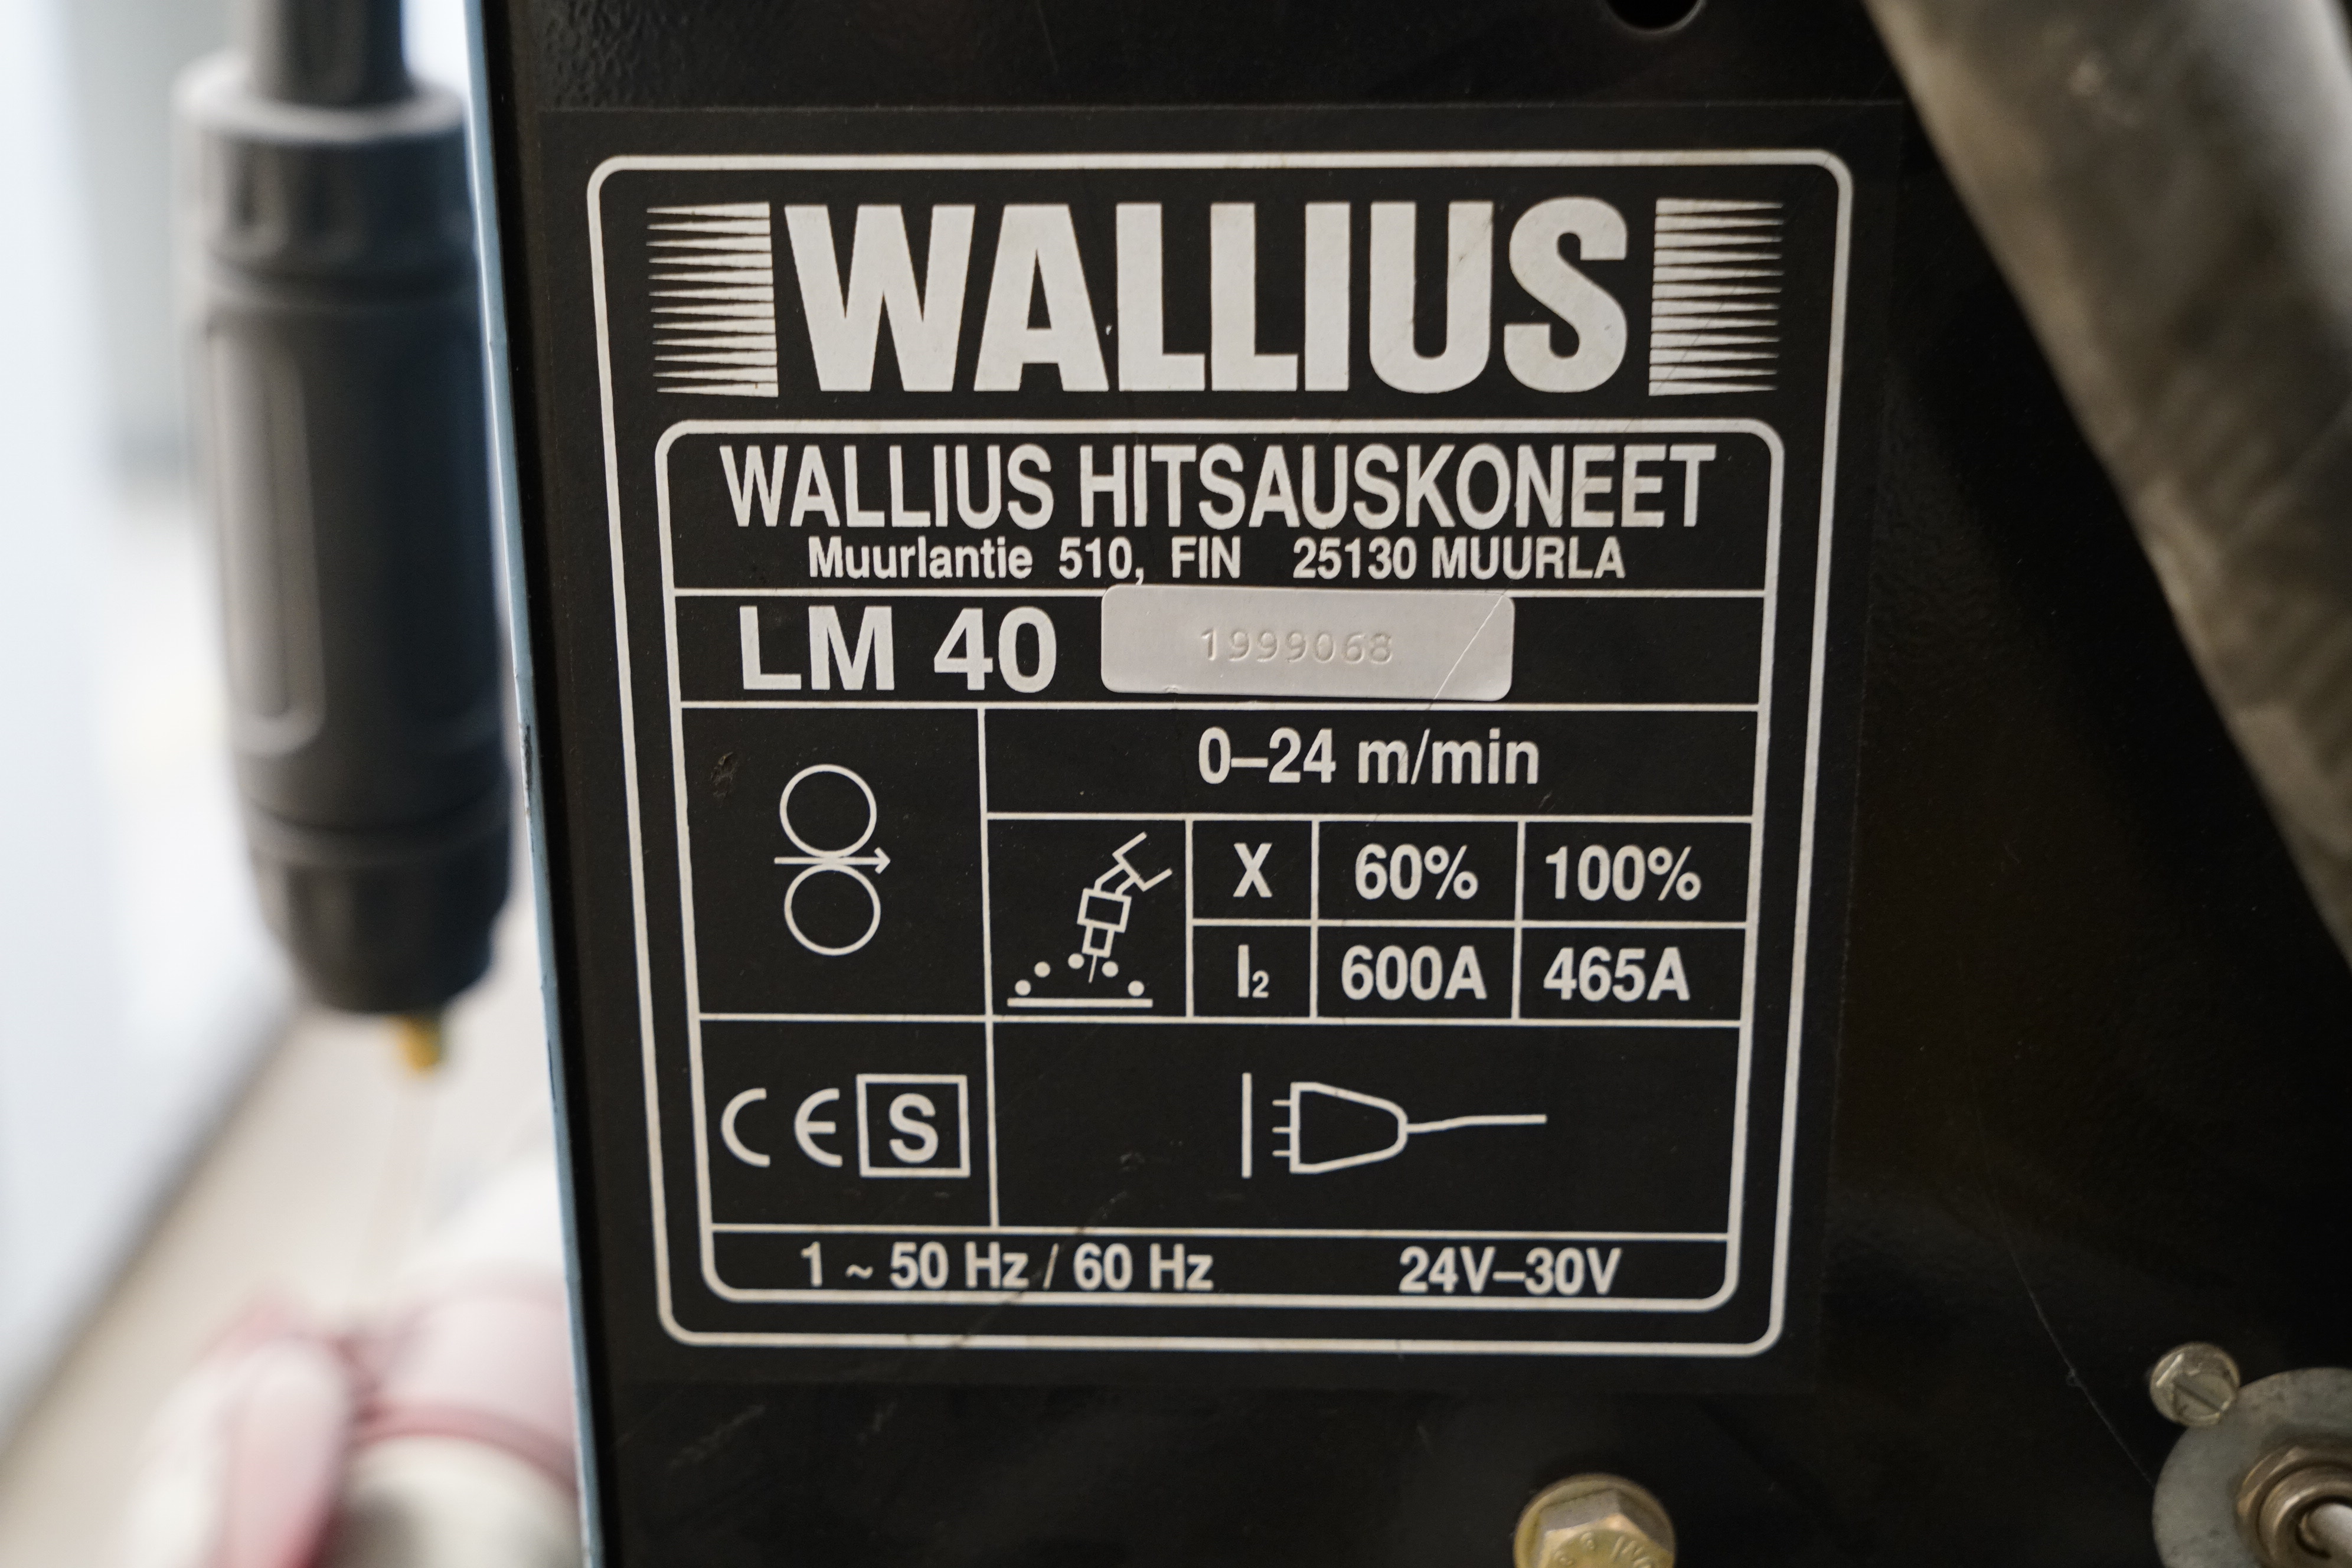 WALLIUS
WALLIUS HITSAUSKONEET
Muurlantie 510, FIN 25130 MUURLA
LM 40 1999068
0–24 m/min
X 60% 100%
I₂ 600A 465A
CE S
1 ~ 50 Hz / 60 Hz 24V–30V